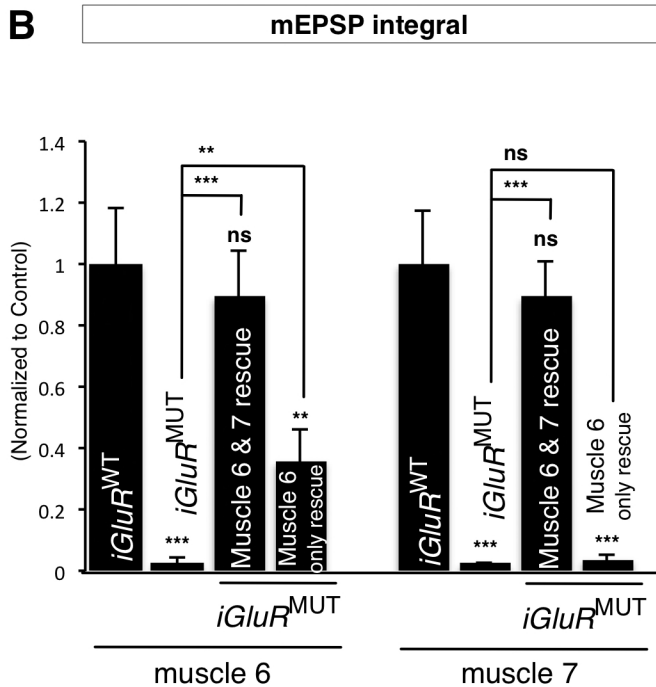 B
mEPSP integral
(Normalized to Control)
1.4
1.2
1
0.8
0.6
0.4
0.2
0
**
***
ns
**
***
iGluRWT
iGluRMUT
Muscle 6 & 7 rescue
Muscle 6
only rescue
iGluRMUT
muscle 6
ns
***
ns
***
***
iGluRWT
iGluRMUT
Muscle 6 & 7 rescue
Muscle 6
only rescue
iGluRMUT
muscle 7